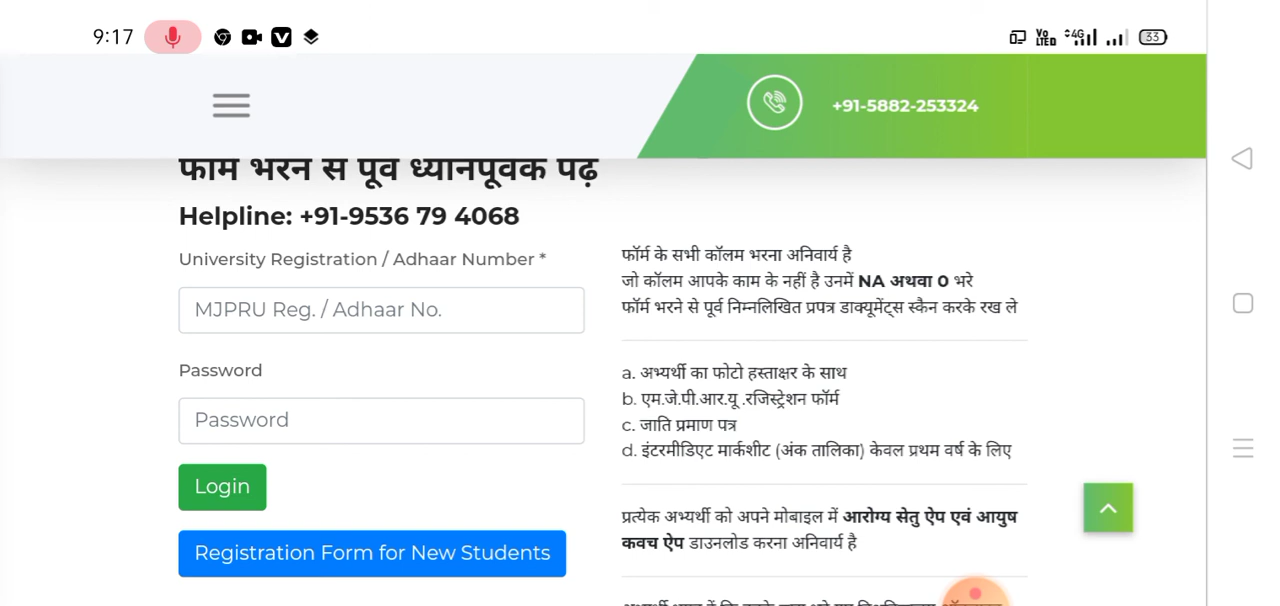 9:17
Vo LTED 4G 33
+91-5882-253324
फॉर्म भरने से पूर्व ध्यानपूर्वक पढ़ें
Helpline: +91-9536 79 4068
University Registration / Adhaar Number *
MJPRU Reg. / Adhaar No.
Password
Password
Login
Registration Form for New Students
फॉर्म के सभी कॉलम भरना अनिवार्य है
जो कॉलम आपके काम के नहीं है उनमें NA अथवा 0 भरे
फॉर्म भरने से पूर्व निम्नलिखित प्रपत्र डाक्यूमेंट्स स्कैन करके रख ले
a. अभ्यर्थी का फोटो हस्ताक्षर के साथ
b. एम.जे.पी.आर.यू .रजिस्ट्रेशन फॉर्म
c. जाति प्रमाण पत्र
d. इंटरमीडिएट मार्कशीट (अंक तालिका) केवल प्रथम वर्ष के लिए
प्रत्येक अभ्यर्थी को अपने मोबाइल में आरोग्य सेतु ऐप एवं आयुष
कवच ऐप डाउनलोड करना अनिवार्य है